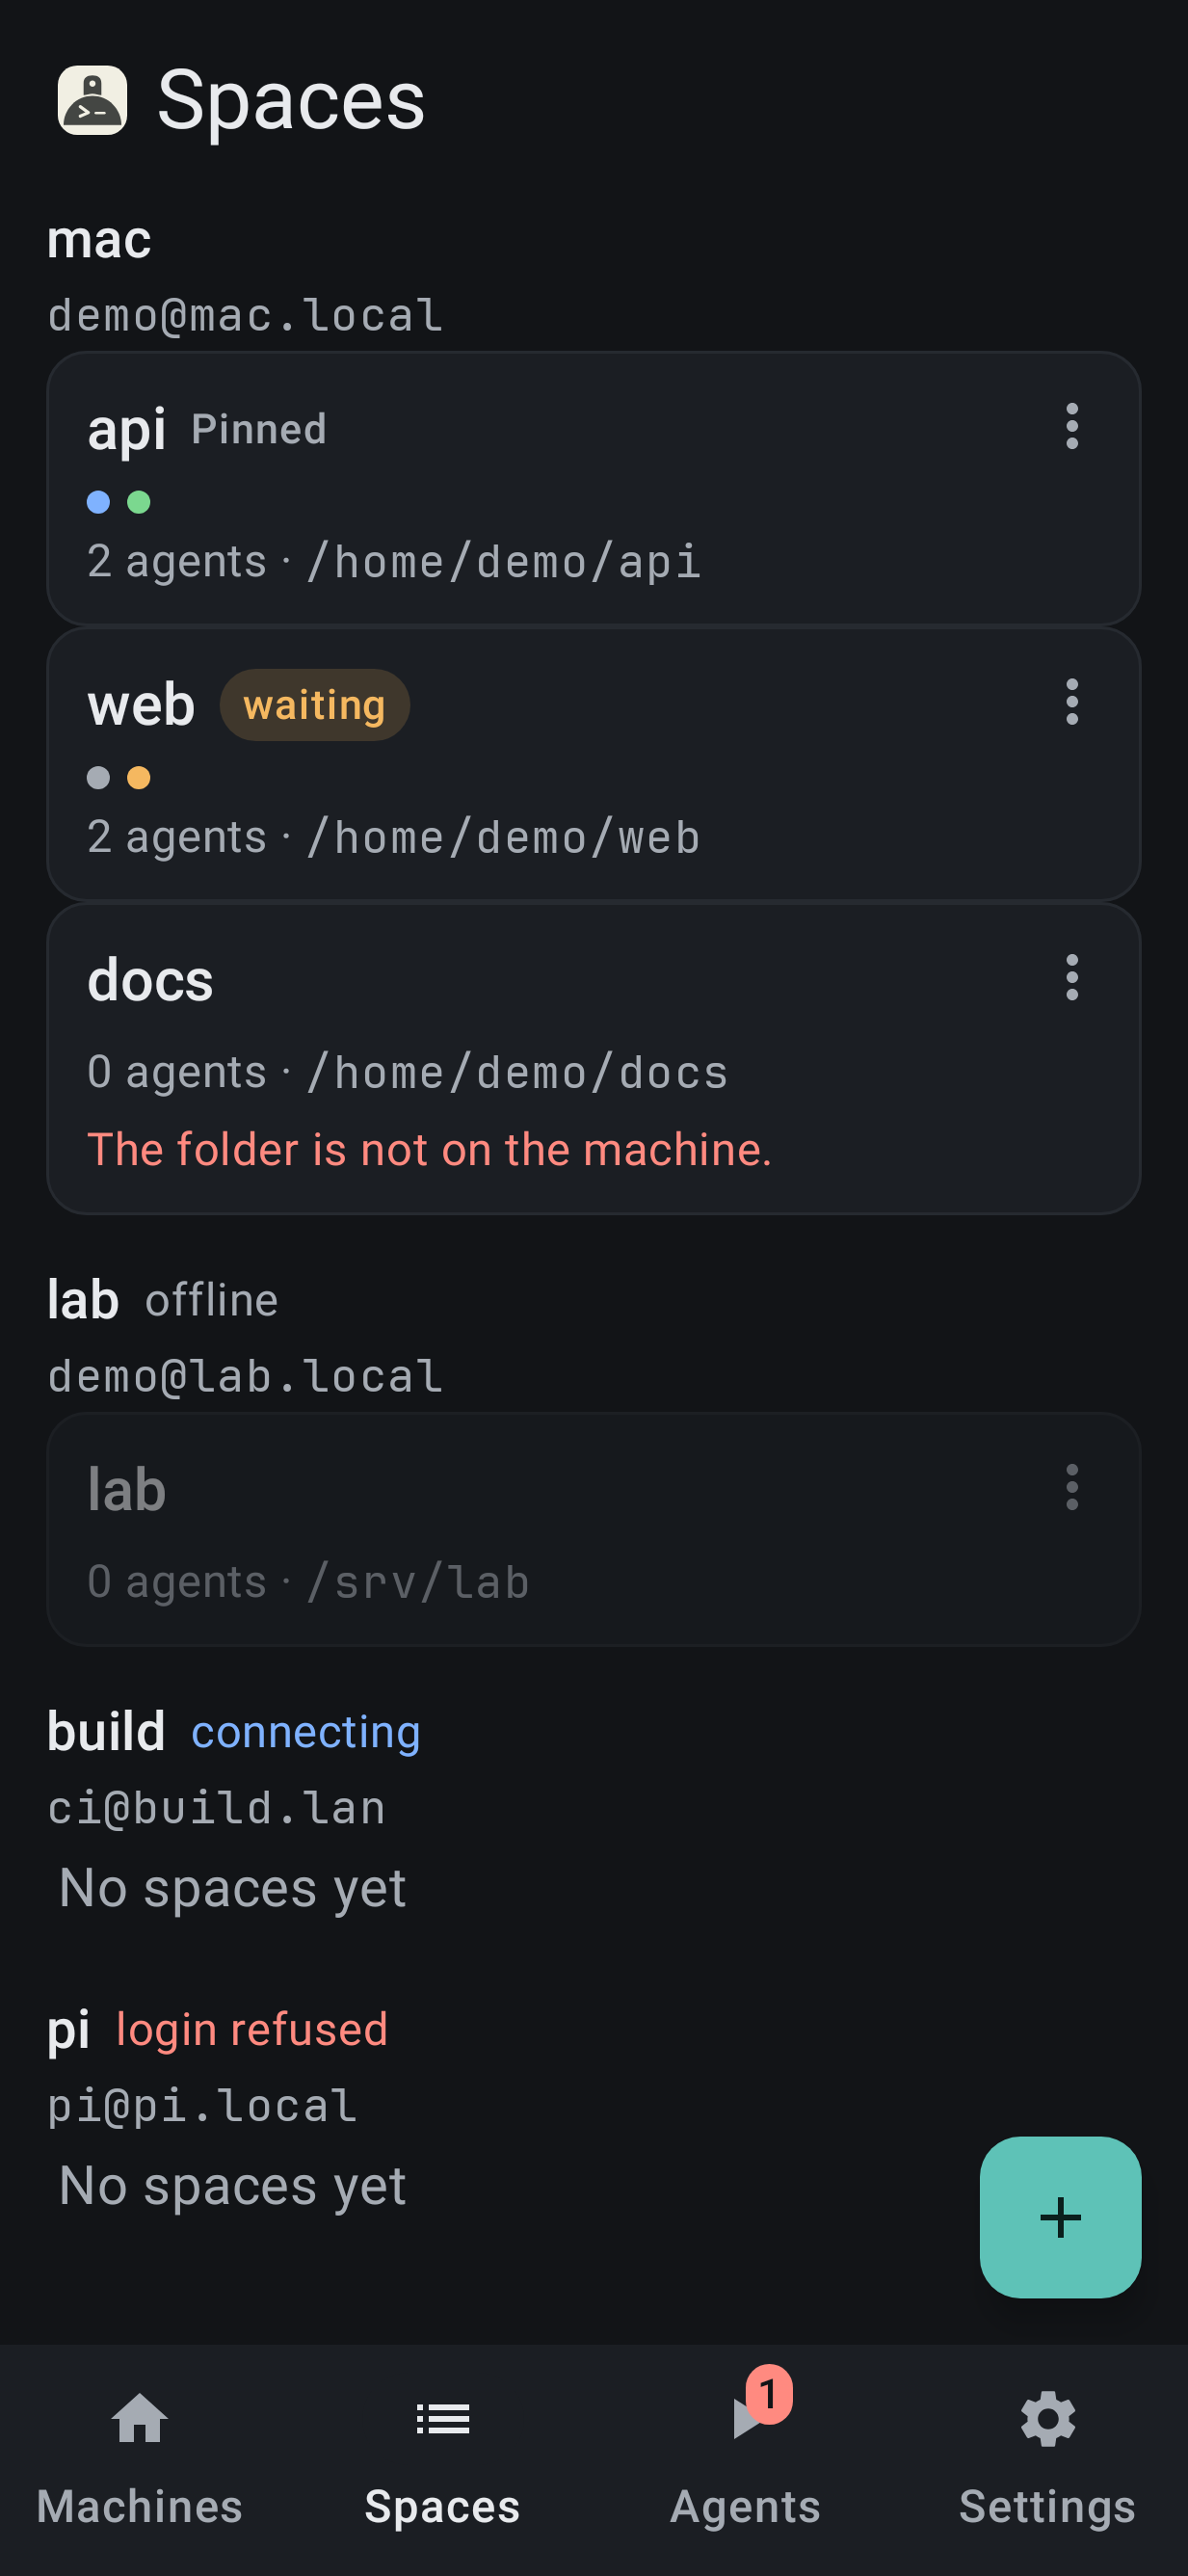 Spaces
mac
demo@mac.local
api Pinned
2 agents · /home/demo/api
web waiting
2 agents · /home/demo/web
docs
0 agents · /home/demo/docs
The folder is not on the machine.
lab offline
demo@lab.local
lab
0 agents · /srv/lab
build connecting
ci@build.lan
No spaces yet
pi login refused
pi@pi.local
No spaces yet
1
Machines Spaces Agents Settings